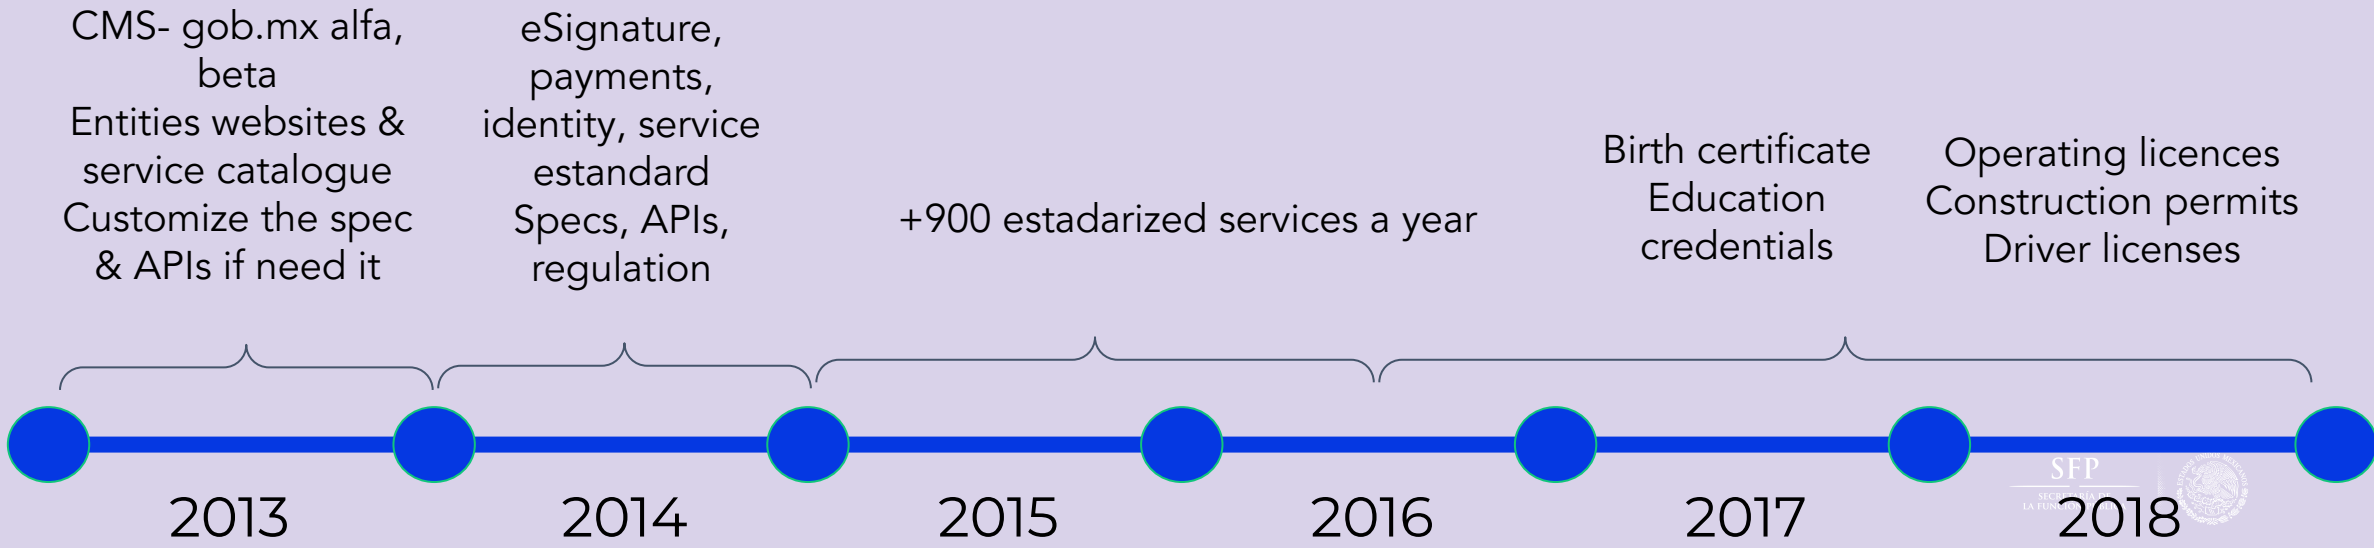 CMS- gob.mx alfa,
beta
Entities websites &
service catalogue
Customize the spec
& APIs if need it
eSignature,
payments,
identity, service
estandard
Specs, APIs,
regulation
+900 estadarized services a year
Birth certificate
Education
credentials
Operating licences
Construction permits
Driver licenses
2013
2014
2015
2016
2017
2018
SFP
SECRETARÍA DE